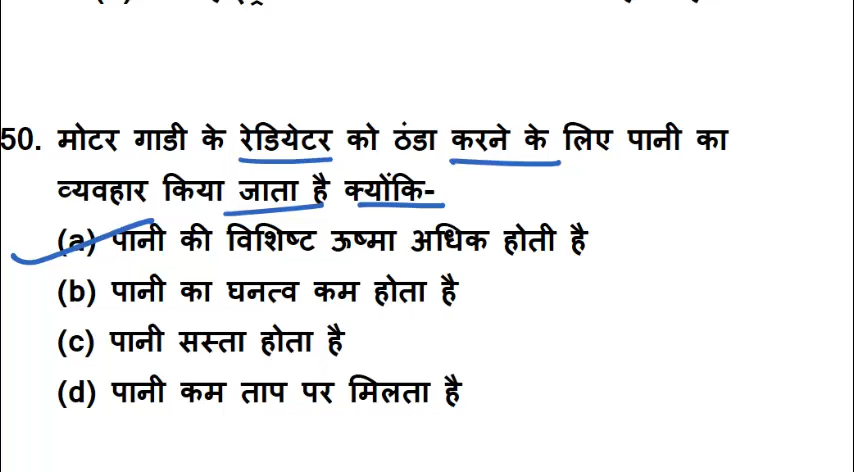 50. मोटर गाडी के रेडियेटर को ठंडा करने के लिए पानी का
व्यवहार किया जाता है क्योंकि-
(a) पानी की विशिष्ट ऊष्मा अधिक होती है
(b) पानी का घनत्व कम होता है
(c) पानी सस्ता होता है
(d) पानी कम ताप पर मिलता है